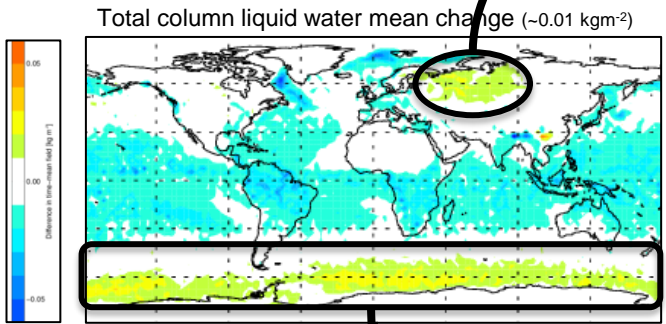 Total column liquid water mean change (~0.01 kgm-2)
0.05
0.00
-0.05
Difference in time-mean field [kg m-2]